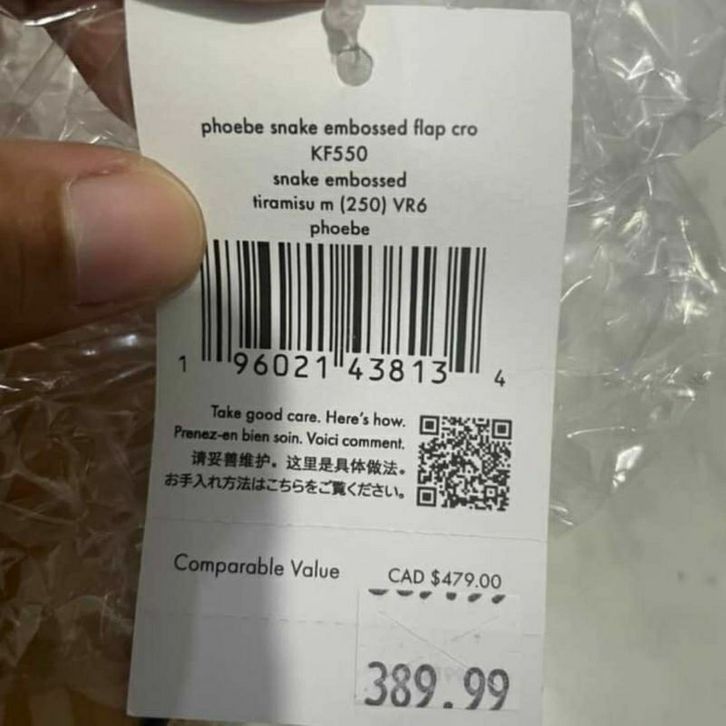 phoebe snake embossed flap cro
KF550
snake embossed
tiramisu m (250) VR6
phoebe
1 96021 43813 4
Take good care. Here's how.
Prenez-en bien soin. Voici comment.
请妥善维护。这里是具体做法。
お手入れ方法はこちらをご覧ください。
Comparable Value CAD $479.00
389.99